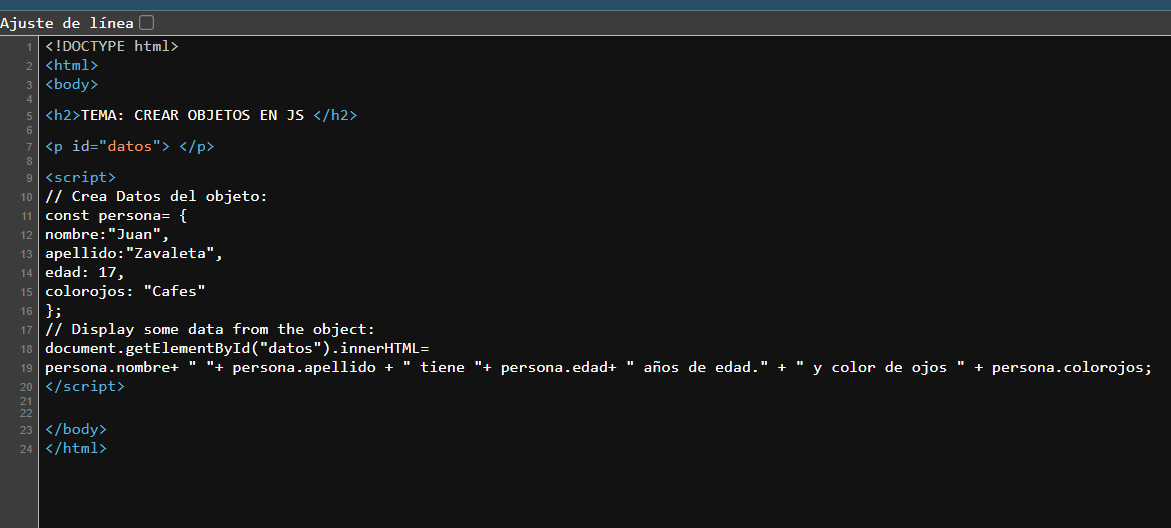 Ajuste de línea
1 <!DOCTYPE html>
2 <html>
3 <body>
4
5 <h2>TEMA: CREAR OBJETOS EN JS </h2>
6
7 <p id="datos"> </p>
8
9 <script>
10 // Crea Datos del objeto:
11 const persona= {
12 nombre:"Juan",
13 apellido:"Zavaleta",
14 edad: 17,
15 colorojos: "Cafes"
16 };
17 // Display some data from the object:
18 document.getElementById("datos").innerHTML=
19 persona.nombre+ " "+ persona.apellido + " tiene "+ persona.edad+ " años de edad." + " y color de ojos " + persona.colorojos;
20 </script>
21
22
23 </body>
24 </html>